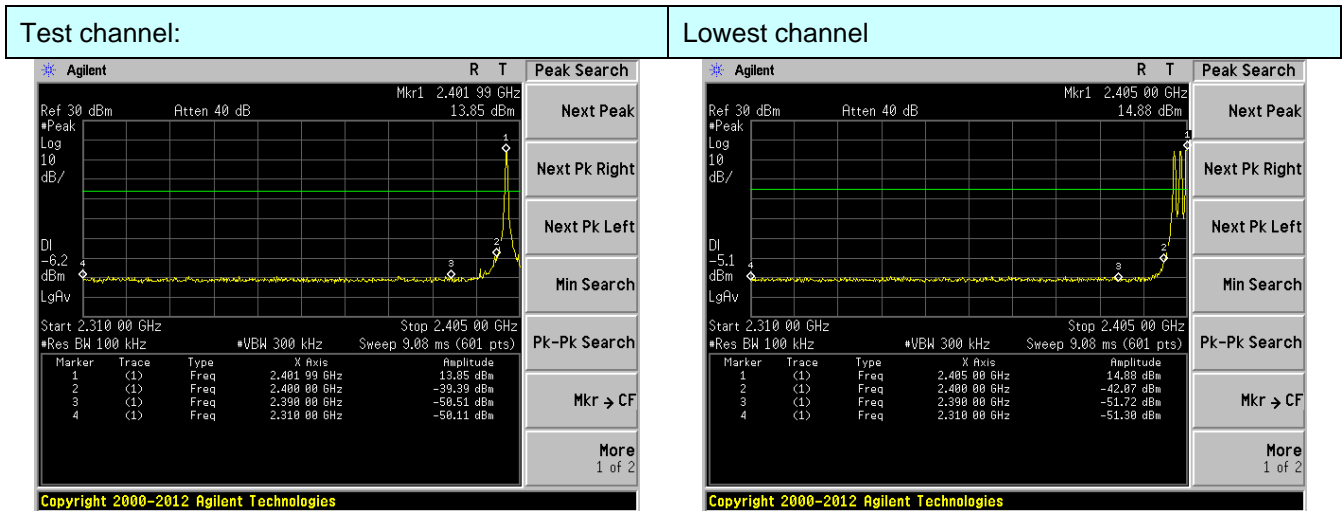 Test channel:
Lowest channel
Agilent
R T
Peak Search
Mkr1 2.401 99 GHz
Ref 30 dBm Atten 40 dB 13.85 dBm
#Peak
Log
10
dB/
DI
-6.2
dBm
LgAv
1
2
3
4
Start 2.310 00 GHz Stop 2.405 00 GHz
#Res BW 100 kHz #VBW 300 kHz Sweep 9.08 ms (601 pts)
Marker Trace Type X Axis Amplitude
1 (1) Freq 2.401 99 GHz 13.85 dBm
2 (1) Freq 2.400 00 GHz -39.39 dBm
3 (1) Freq 2.390 00 GHz -50.51 dBm
4 (1) Freq 2.310 00 GHz -50.11 dBm
Copyright 2000-2012 Agilent Technologies
Next Peak
Next Pk Right
Next Pk Left
Min Search
Pk-Pk Search
Mkr → CF
More
1 of 2
Agilent
R T
Peak Search
Mkr1 2.405 00 GHz
Ref 30 dBm Atten 40 dB 14.88 dBm
#Peak
Log
10
dB/
DI
-5.1
dBm
LgAv
1
2
3
4
Start 2.310 00 GHz Stop 2.405 00 GHz
#Res BW 100 kHz #VBW 300 kHz Sweep 9.08 ms (601 pts)
Marker Trace Type X Axis Amplitude
1 (1) Freq 2.405 00 GHz 14.88 dBm
2 (1) Freq 2.400 00 GHz -42.07 dBm
3 (1) Freq 2.390 00 GHz -51.72 dBm
4 (1) Freq 2.310 00 GHz -51.30 dBm
Copyright 2000-2012 Agilent Technologies
Next Peak
Next Pk Right
Next Pk Left
Min Search
Pk-Pk Search
Mkr → CF
More
1 of 2